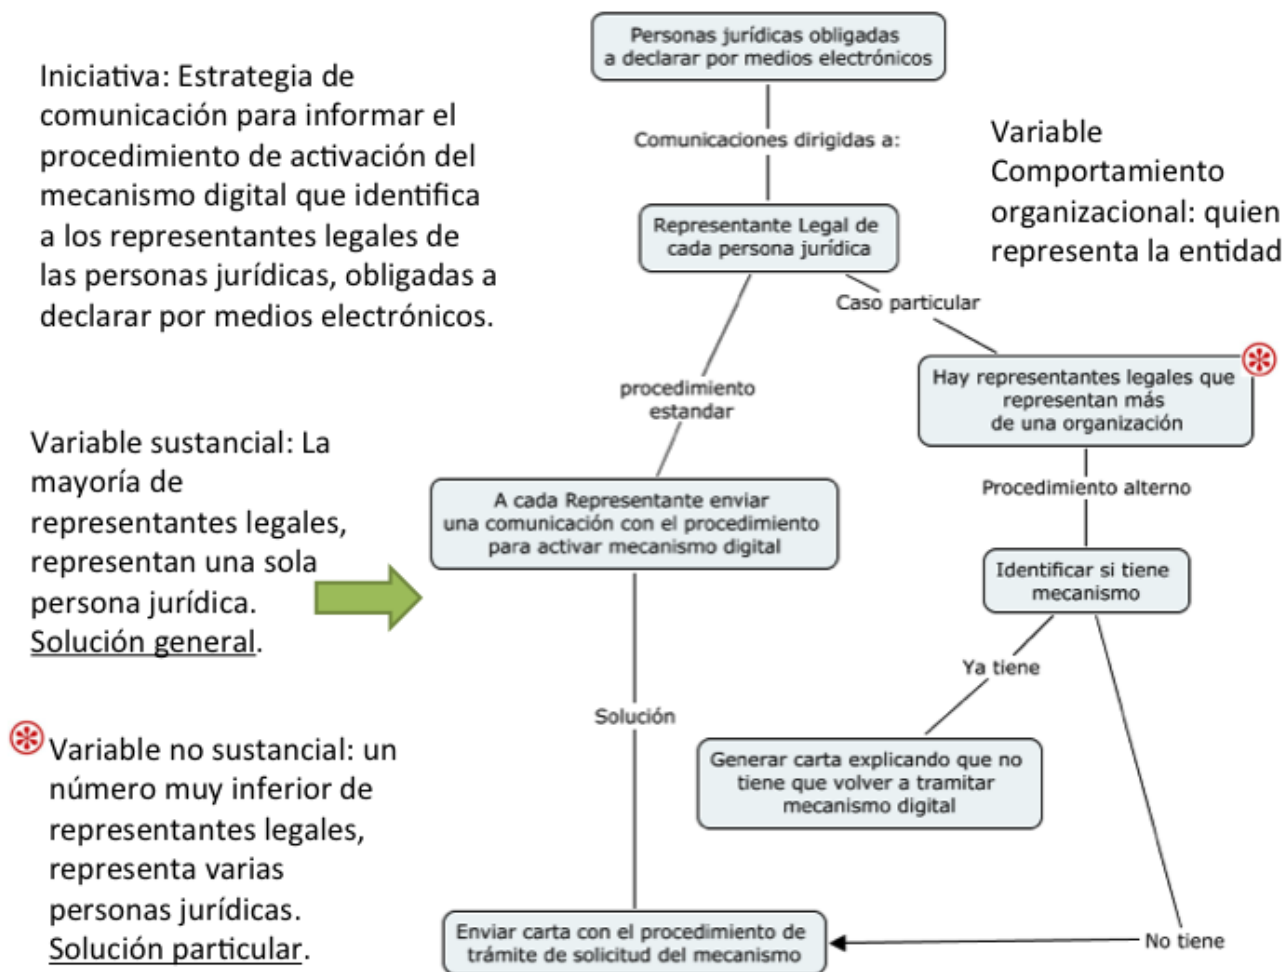 Personas jurídicas obligadas
a declarar por medios electrónicos
Iniciativa: Estrategia de
comunicación para informar el
procedimiento de activación del
mecanismo digital que identifica
a los representantes legales de
las personas jurídicas, obligadas a
declarar por medios electrónicos.
Comunicaciones dirigidas a:
Variable
Comportamiento
organizacional: quien
representa la entidad
Representante Legal de
cada persona jurídica
Caso particular
procedimiento
estandar
Hay representantes legales que
representan más
de una organización
Variable sustancial: La
mayoría de
representantes legales,
representan una sola
persona jurídica.
Solución general.
A cada Representante enviar
una comunicación con el procedimiento
para activar mecanismo digital
Procedimiento alterno
Identificar si tiene
mecanismo
Ya tiene
Solución
Variable no sustancial: un
número muy inferior de
representantes legales,
representa varias
personas jurídicas.
Solución particular.
Generar carta explicando que no
tiene que volver a tramitar
mecanismo digital
Enviar carta con el procedimiento de
trámite de solicitud del mecanismo
No tiene